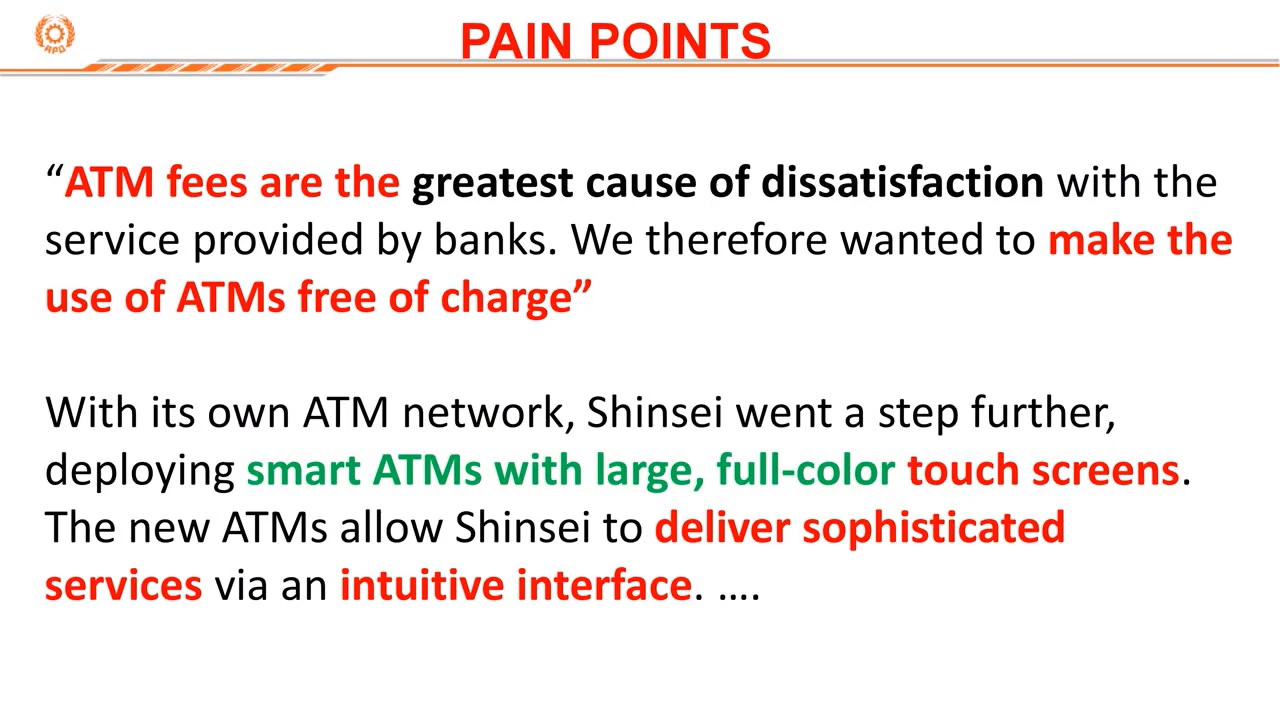 APO
PAIN POINTS
“ATM fees are the greatest cause of dissatisfaction with the
service provided by banks. We therefore wanted to make the
use of ATMs free of charge”
With its own ATM network, Shinsei went a step further,
deploying smart ATMs with large, full-color touch screens.
The new ATMs allow Shinsei to deliver sophisticated
services via an intuitive interface. ….